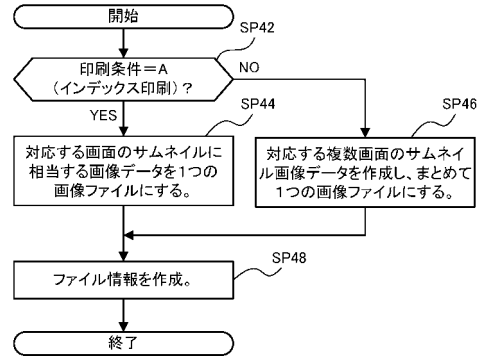 開始
SP42
印刷条件＝A
（インデックス印刷）？
NO
YES
SP44
対応する画面のサムネイルに
相当する画像データを1つの
画像ファイルにする。
SP46
対応する複数画面のサムネイ
ル画像データを作成し、まとめて
1つの画像ファイルにする。
SP48
ファイル情報を作成。
終了